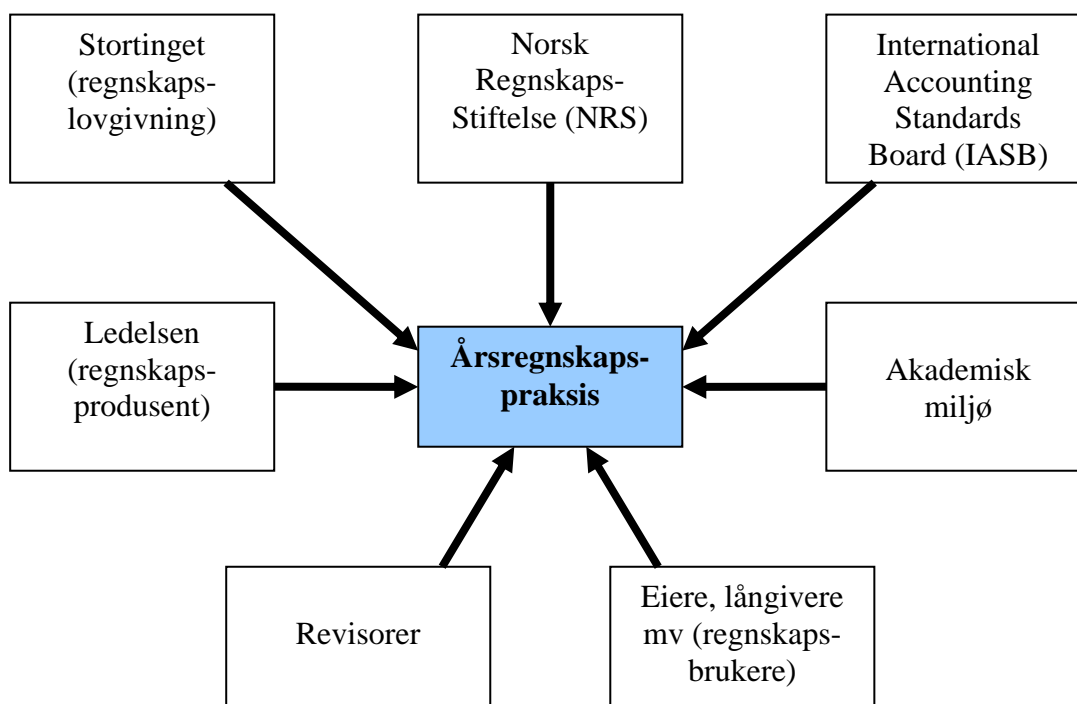 Stortinget
(regnskaps-
lovgivning)
Norsk
Regnskaps-
Stiftelse (NRS)
International
Accounting
Standards
Board (IASB)
Ledelsen
(regnskaps-
produsent)
Årsregnskaps-
praksis
Akademisk
miljø
Revisorer
Eiere, långivere
mv (regnskaps-
brukere)